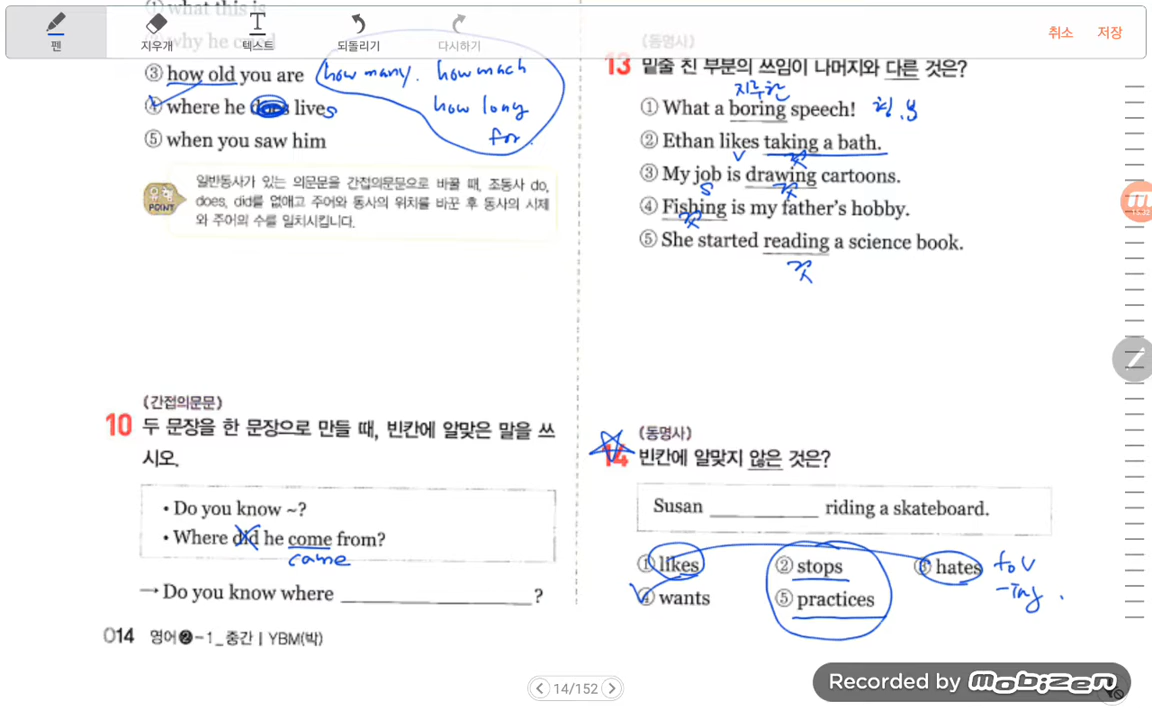 펜
지우개
텍스트
되돌리기
다시하기
취소
저장
① what this is
③ how old you are
④ where he does lives
⑤ when you saw him
how many. how mach
how long
for
일반동사가 있는 의문문을 간접의문문으로 바꿀 때, 조동사 do,
does, did를 없애고 주어와 동사의 위치를 바꾼 후 동사의 시제
와 주어의 수를 일치시킵니다.
POINT
(간접의문문)
10 두 문장을 한 문장으로 만들 때, 빈칸에 알맞은 말을 쓰
시오.
• Do you know ~?
• Where did he come from?
came
→ Do you know where ________?
014 영어②-1_중간 | YBM(박)
(동명사)
13 밑줄 친 부분의 쓰임이 나머지와 다른 것은?
지루한
① What a boring speech!
② Ethan likes taking a bath.
③ My job is drawing cartoons.
④ Fishing is my father's hobby.
⑤ She started reading a science book.
(동명사)
14 빈칸에 알맞지 않은 것은?
Susan ________ riding a skateboard.
① likes ② stops ③ hates
④ wants ⑤ practices
to V
-ing.
14/152
Recorded by mobizen